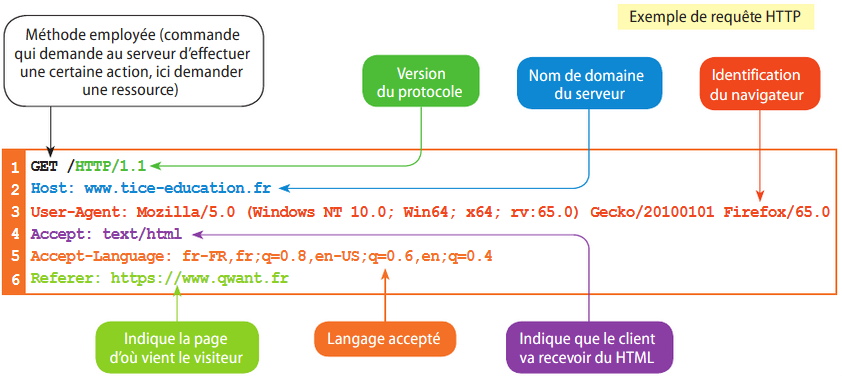 Exemple de requête HTTP
Méthode employée (commande
qui demande au serveur d'effectuer
une certaine action, ici demander
une ressource)
Version
du protocole
Nom de domaine
du serveur
Identification
du navigateur
1 GET /HTTP/1.1
2 Host: www.tice-education.fr
3 User-Agent: Mozilla/5.0 (Windows NT 10.0; Win64; x64; rv:65.0) Gecko/20100101 Firefox/65.0
4 Accept: text/html
5 Accept-Language: fr-FR,fr;q=0.8,en-US;q=0.6,en;q=0.4
6 Referer: https://www.qwant.fr
Indique la page
d'où vient le visiteur
Langage accepté
Indique que le client
va recevoir du HTML